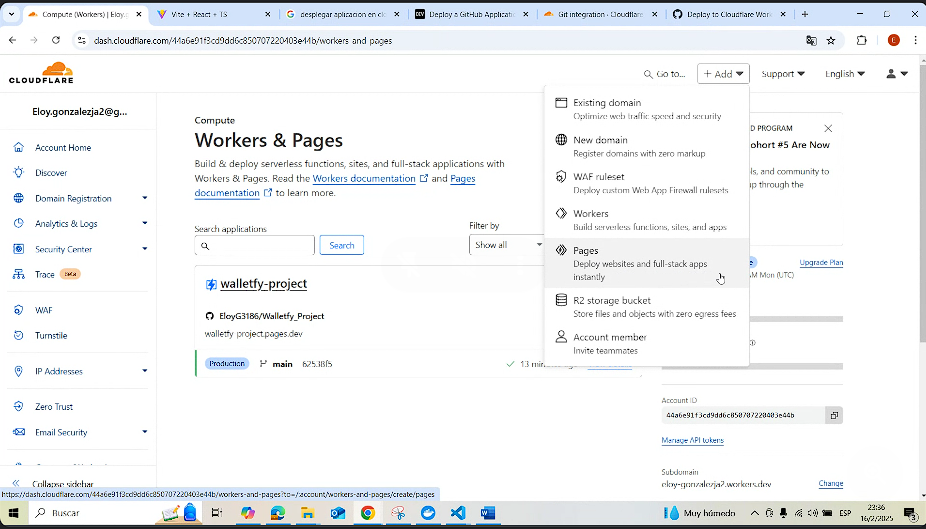 Compute (Workers) | Eloy.gon
Vite + React + TS
desplegar aplicacion en clo
Deploy a GitHub Applicati
Git integration · Cloudflare
Deploy to Cloudflare Work
dash.cloudflare.com/44a6e91f3cd9dd6c850707220403e44b/workers-and-pages
E
CLOUDFLARE
Go to...
+ Add
Support
English
Eloy.gonzalezja2@g...
Account Home
Discover
Domain Registration
Analytics & Logs
Security Center
Trace beta
WAF
Turnstile
IP Addresses
Zero Trust
Email Security
Collapse sidebar
Compute
Workers & Pages
Build & deploy serverless functions, sites, and full-stack applications with
Workers & Pages. Read the Workers documentation and Pages
documentation to learn more.
Search applications
Search
Filter by
Show all
walletfy-project
EloyG3186/Walletfy_Project
walletfy-project.pages.dev
Production main 62538f5
13 minu
Existing domain
Optimize web traffic speed and security
New domain
Register domains with zero markup
WAF ruleset
Deploy custom Web App Firewall rulesets
Workers
Build serverless functions, sites, and apps
Pages
Deploy websites and full-stack apps
instantly
R2 storage bucket
Store files and objects with zero egress fees
Account member
Invite teammates
D PROGRAM
ohort #5 Are Now
ls, and community to
up through the
Upgrade Plan
AM Mon (UTC)
Account ID
44a6e91f3cd9dd6c850707220403e44b
Manage API tokens
Subdomain
eloy-gonzalezja2.workers.dev
Change
https://dash.cloudflare.com/44a6e91f3cd9dd6c850707220403e44b/workers-and-pages?to=/:account/workers-and-pages/create/pages
Buscar
Muy húmedo
ESP
23:36
16/2/2025
3